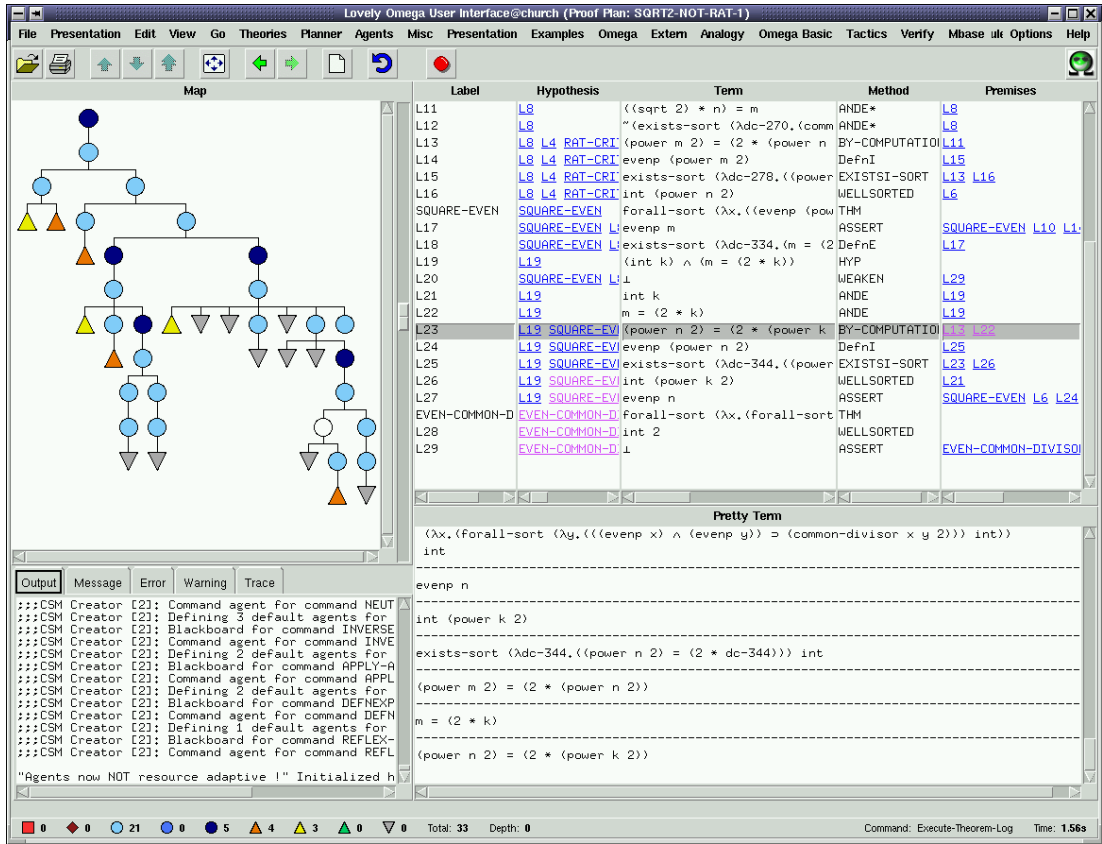 Lovely Omega User Interface@church (Proof Plan: SQRT2-NOT-RAT-1)
File Presentation Edit View Go Theories Planner Agents Misc Presentation Examples Omega Extern Analogy Omega Basic Tactics Verify Mbase Options Help
Map
Label Hypothesis Term Method Premises
L11 L8 ((sqrt 2) * n) = m ANDE* L8
L12 L8 ~(exists-sort (λdc-270.(comm ANDE* L8
L13 L8 L4 RAT-CRI (power m 2) = (2 * (power n BY-COMPUTATIO L11
L14 L8 L4 RAT-CRI evenp (power m 2) DefnI L15
L15 L8 L4 RAT-CRI exists-sort (λdc-278.((power EXISTSI-SORT L13 L16
L16 L8 L4 RAT-CRI int (power n 2) WELLSORTED L6
SQUARE-EVEN SQUARE-EVEN forall-sort (λx.((evenp (pow THM
L17 SQUARE-EVEN L8 evenp m ASSERT SQUARE-EVEN L10 L1
L18 SQUARE-EVEN L8 exists-sort (λdc-334.(m = (2 DefnE L17
L19 L19 (int k) ∧ (m = (2 * k)) HYP
L20 SQUARE-EVEN L8 ⊥ WEAKEN L29
L21 L19 int k ANDE L19
L22 L19 m = (2 * k) ANDE L19
L23 L19 SQUARE-EVE (power n 2) = (2 * (power k BY-COMPUTATIO L13 L22
L24 L19 SQUARE-EVE evenp (power n 2) DefnI L25
L25 L19 SQUARE-EVE exists-sort (λdc-344.((power EXISTSI-SORT L23 L26
L26 L19 SQUARE-EVE int (power k 2) WELLSORTED L21
L27 L19 SQUARE-EVE evenp n ASSERT SQUARE-EVEN L6 L24
EVEN-COMMON-D EVEN-COMMON-D forall-sort (λx.(forall-sort THM
L28 EVEN-COMMON-D int 2 WELLSORTED
L29 EVEN-COMMON-D ⊥ ASSERT EVEN-COMMON-DIVISO
Pretty Term
(λx.(forall-sort (λy.(((evenp x) ∧ (evenp y)) ⊃ (common-divisor x y 2))) int))
int
evenp n
int (power k 2)
exists-sort (λdc-344.((power n 2) = (2 * dc-344))) int
(power m 2) = (2 * (power n 2))
m = (2 * k)
(power n 2) = (2 * (power k 2))
Output Message Error Warning Trace
;;;CSM Creator [2]: Command agent for command NEUT
;;;CSM Creator [2]: Defining 3 default agents for
;;;CSM Creator [2]: Blackboard for command INVERSE
;;;CSM Creator [2]: Command agent for command INVE
;;;CSM Creator [2]: Defining 2 default agents for
;;;CSM Creator [2]: Blackboard for command APPLY-A
;;;CSM Creator [2]: Command agent for command APPL
;;;CSM Creator [2]: Defining 2 default agents for
;;;CSM Creator [2]: Blackboard for command DEFNEXP
;;;CSM Creator [2]: Command agent for command DEFN
;;;CSM Creator [2]: Defining 1 default agents for
;;;CSM Creator [2]: Blackboard for command REFLEX-
;;;CSM Creator [2]: Command agent for command REFL
"Agents now NOT resource adaptive !" Initialized h
0 0 21 0 5 4 3 0 0 Total: 33 Depth: 0 Command: Execute-Theorem-Log Time: 1.56s